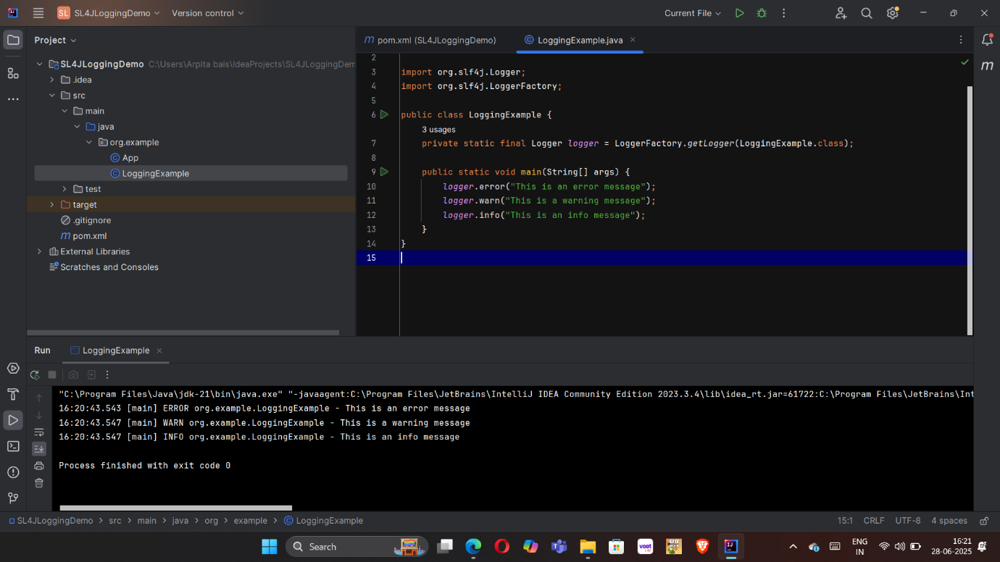 SL SL4JLoggingDemo Version control Current File
Project
pom.xml (SL4JLoggingDemo) LoggingExample.java
SL4JLoggingDemo C:\Users\Arpita bais\IdeaProjects\SL4JLoggingDem
.idea
src
main
java
org.example
App
LoggingExample
test
target
.gitignore
m pom.xml
External Libraries
Scratches and Consoles
2
3 import org.slf4j.Logger;
4 import org.slf4j.LoggerFactory;
5
6 public class LoggingExample {
3 usages
7 private static final Logger logger = LoggerFactory.getLogger(LoggingExample.class);
8
9 public static void main(String[] args) {
10 logger.error("This is an error message");
11 logger.warn("This is a warning message");
12 logger.info("This is an info message");
13 }
14 }
15
Run LoggingExample
"C:\Program Files\Java\jdk-21\bin\java.exe" "-javaagent:C:\Program Files\JetBrains\IntelliJ IDEA Community Edition 2023.3.4\lib\idea_rt.jar=61722:C:\Program Files\JetBrains\Int
16:20:43.543 [main] ERROR org.example.LoggingExample - This is an error message
16:20:43.547 [main] WARN org.example.LoggingExample - This is a warning message
16:20:43.547 [main] INFO org.example.LoggingExample - This is an info message
Process finished with exit code 0
SL4JLoggingDemo > src > main > java > org > example > LoggingExample
15:1 CRLF UTF-8 4 spaces
Search
voot
ENG
IN
16:21
28-06-2025